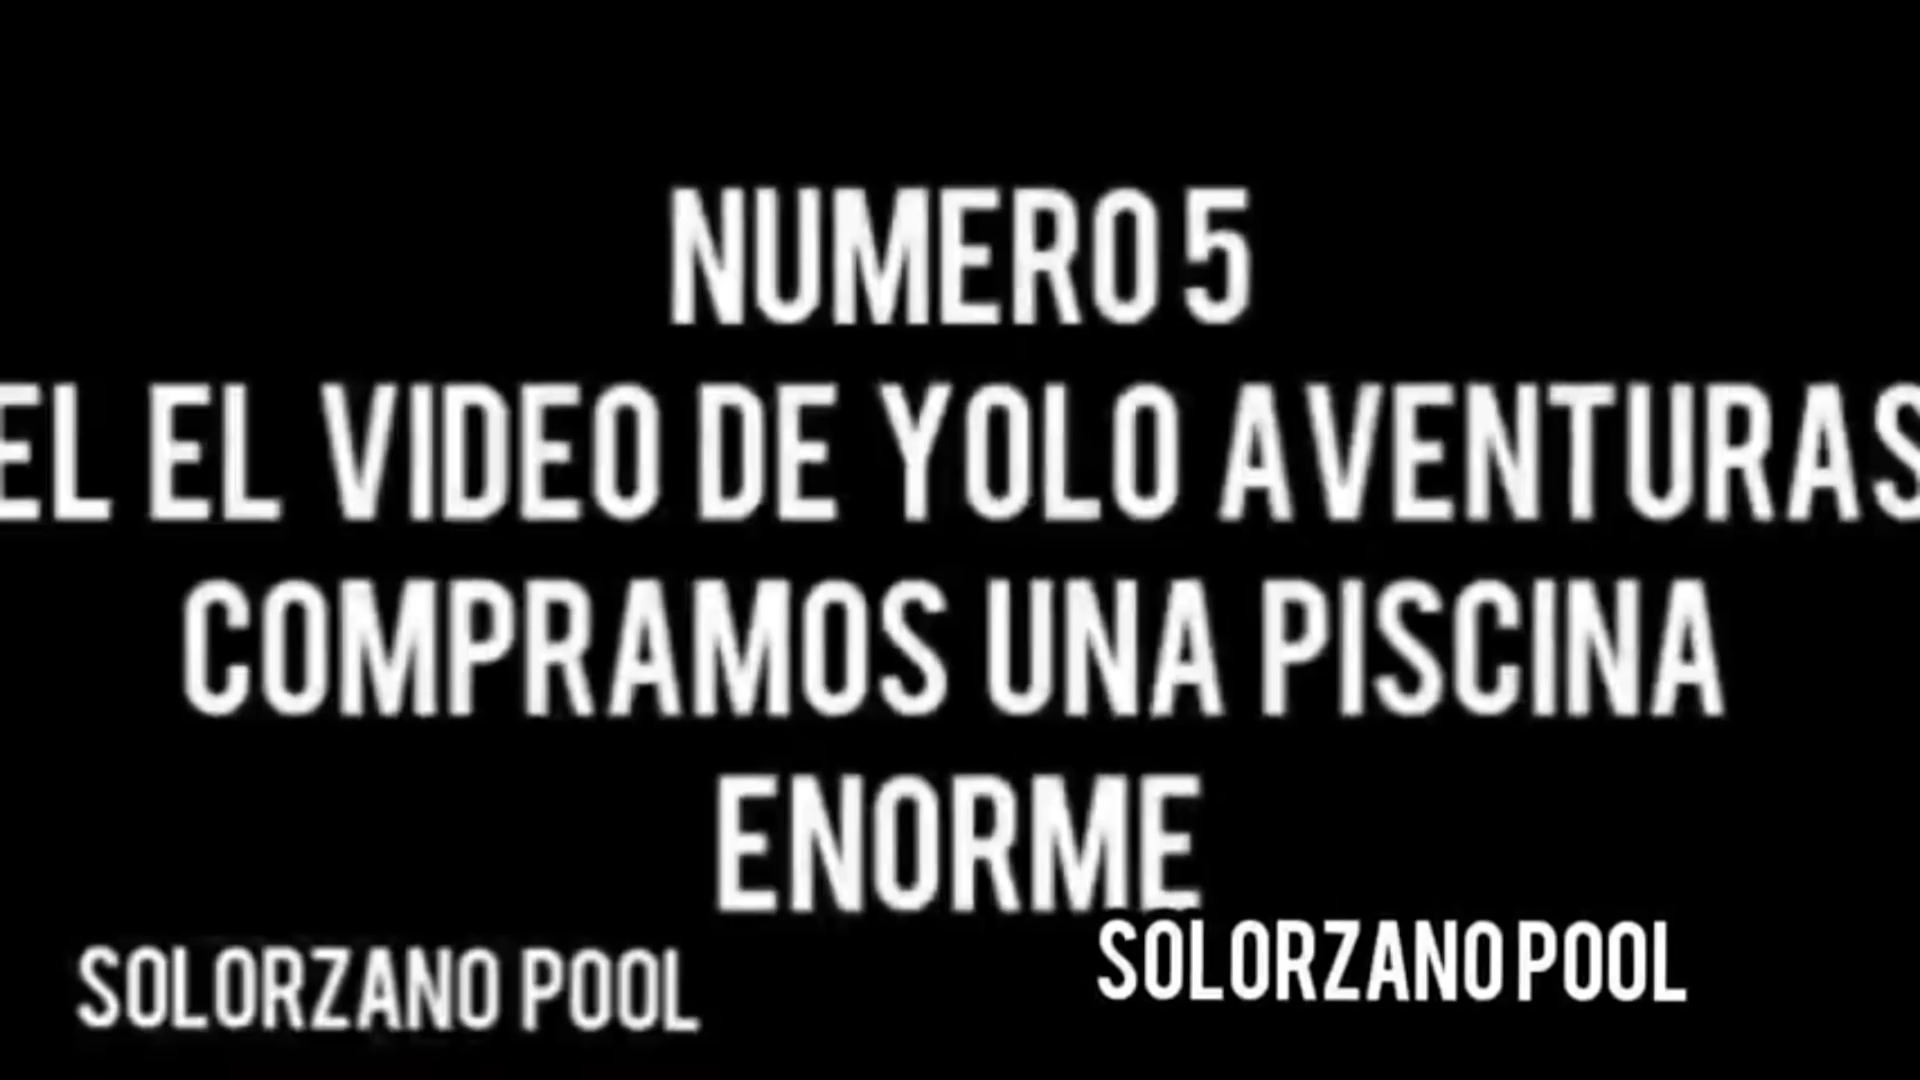 NUMERO 5
EL EL VIDEO DE YOLO AVENTURAS
COMPRAMOS UNA PISCINA
ENORME
SOLORZANO POOL
SOLORZANO POOL